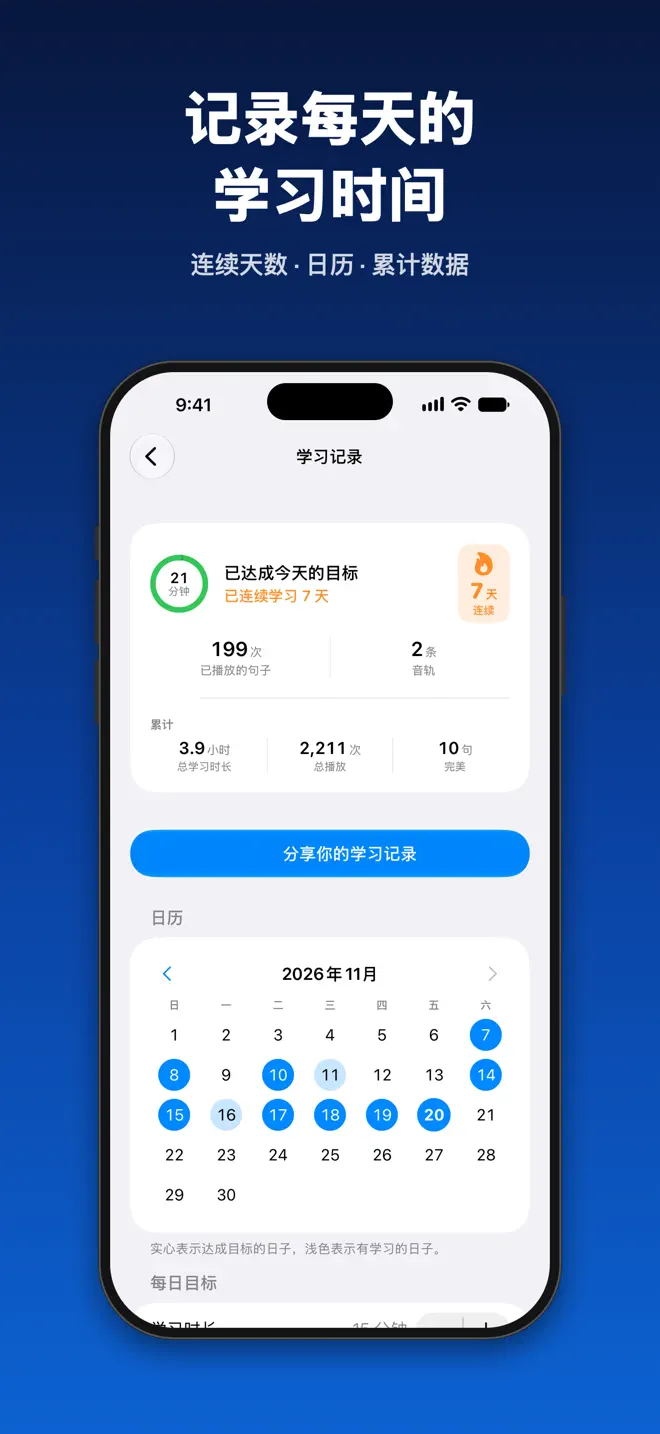 记录每天的
学习时间
连续天数 · 日历 · 累计数据
9:41
学习记录
21
分钟
已达成今天的目标
已连续学习 7 天
7 天
连续
199 次
已播放的句子
2 条
音轨
累计
3.9 小时
总学习时长
2,211 次
总播放
10 句
完美
分享你的学习记录
日历
2026 年 11月
日 一 二 三 四 五 六
1 2 3 4 5 6 7
8 9 10 11 12 13 14
15 16 17 18 19 20 21
22 23 24 25 26 27 28
29 30
实心表示达成目标的日子，浅色表示有学习的日子。
每日目标
学习时长 15 分钟